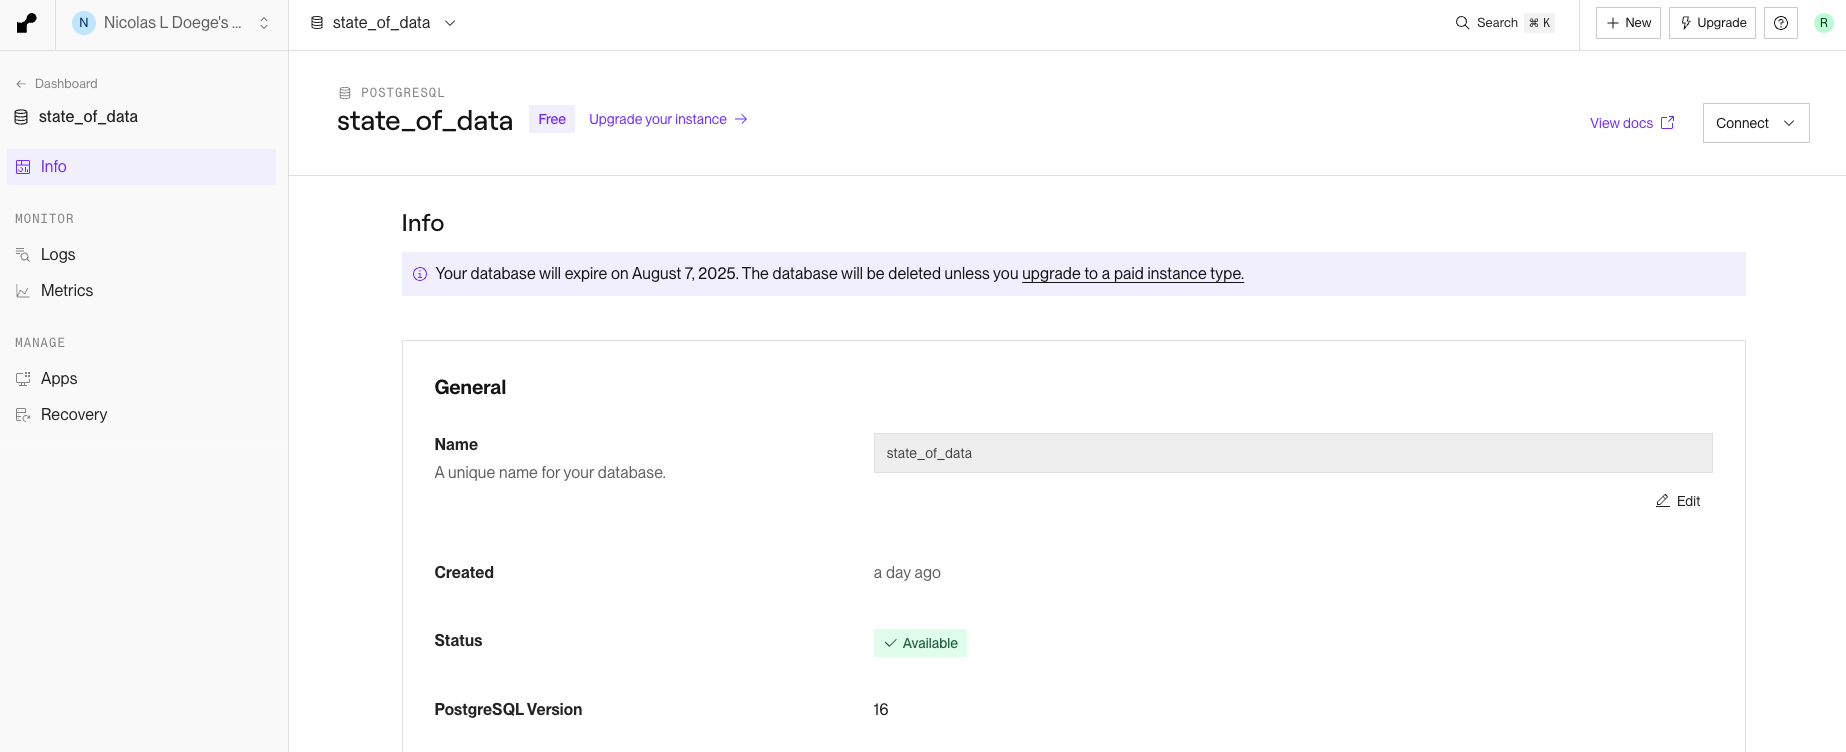 N Nicolas L Doege's ...
state_of_data
Search ⌘ K
New
Upgrade
R
Dashboard
state_of_data
Info
MONITOR
Logs
Metrics
MANAGE
Apps
Recovery
POSTGRESQL
state_of_data Free Upgrade your instance →
View docs
Connect
Info
Your database will expire on August 7, 2025. The database will be deleted unless you upgrade to a paid instance type.
General
Name
A unique name for your database.
state_of_data
Edit
Created
a day ago
Status
Available
PostgreSQL Version
16